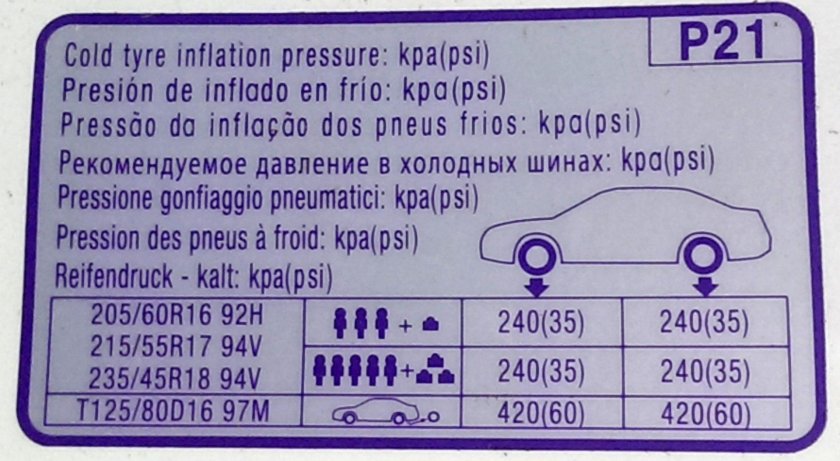 P21
Cold tyre inflation pressure: kpa(psi)
Presión de inflado en frío: kpa(psi)
Pressão da inflação dos pneus frios: kpa(psi)
Рекомендуемое давление в холодных шинах: kpa(psi)
Pressione gonfiaggio pneumatici: kpa(psi)
Pression des pneus à froid: kpa(psi)
Reifendruck - kalt: kpa(psi)
205/60R16 92H
215/55R17 94V
235/45R18 94V
+ 240(35) 240(35)
+ 240(35) 240(35)
T125/80D16 97M 420(60) 420(60)